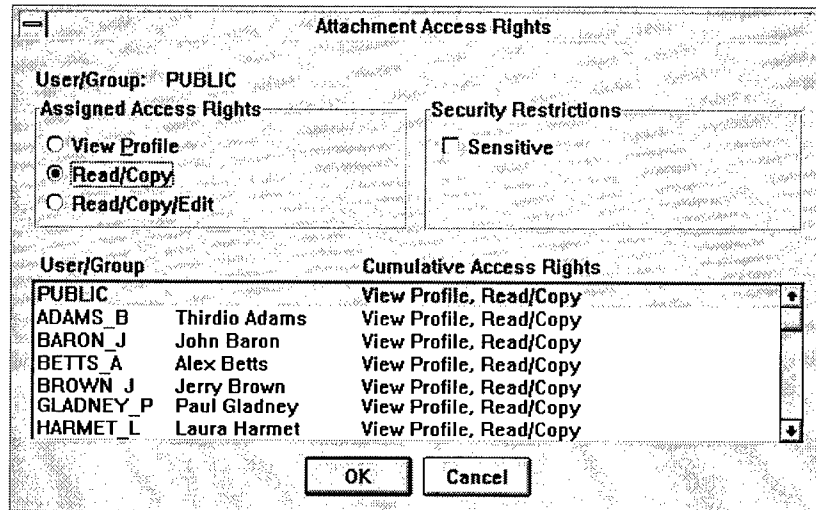 Attachment Access Rights
User/Group: PUBLIC
Assigned Access Rights
Security Restrictions
View Profile
Sensitive
Read/Copy
Read/Copy/Edit
User/Group Cumulative Access Rights
PUBLIC View Profile, Read/Copy
ADAMS_B Thirdio Adams View Profile, Read/Copy
BARON_J John Baron View Profile, Read/Copy
BETTS_A Alex Betts View Profile, Read/Copy
BROWN_J Jerry Brown View Profile, Read/Copy
GLADNEY_P Paul Gladney View Profile, Read/Copy
HARMET_L Laura Harmet View Profile, Read/Copy
OK Cancel